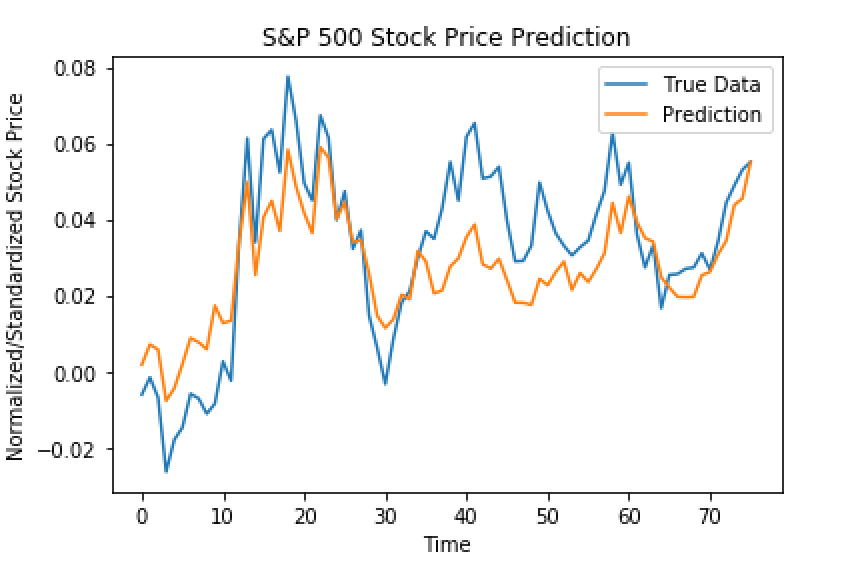 S&P 500 Stock Price Prediction
True Data
Prediction
Normalized/Standardized Stock Price
0.08
0.06
0.04
0.02
0.00
−0.02
0 10 20 30 40 50 60 70
Time